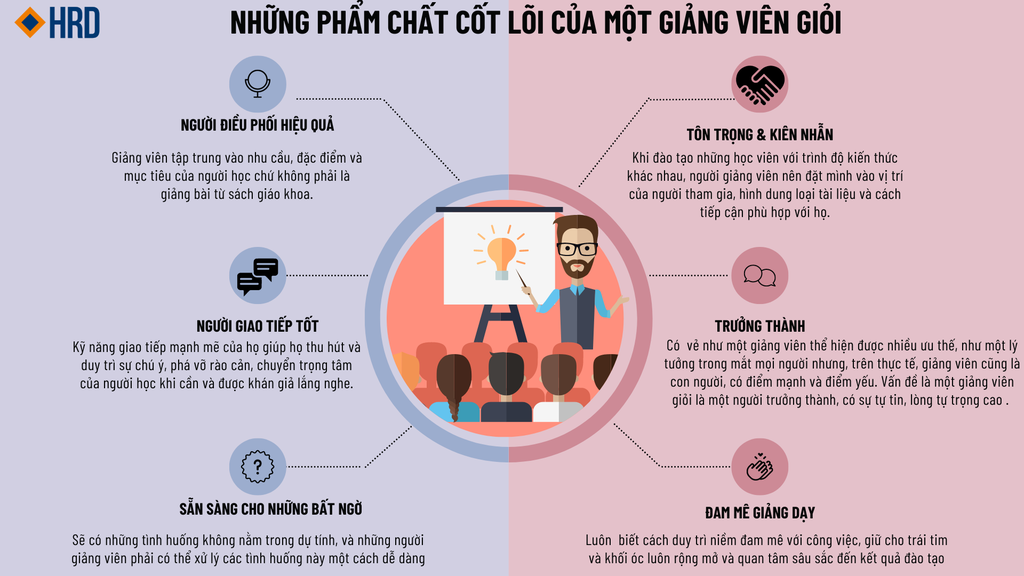 HRD
NHỮNG PHẨM CHẤT CỐT LÕI CỦA MỘT GIẢNG VIÊN GIỎI
NGƯỜI ĐIỀU PHỐI HIỆU QUẢ
Giảng viên tập trung vào nhu cầu, đặc điểm và
mục tiêu của người học chứ không phải là
giảng bài từ sách giáo khoa.
NGƯỜI GIAO TIẾP TỐT
Kỹ năng giao tiếp mạnh mẽ của họ giúp họ thu hút và
duy trì sự chú ý, phá vỡ rào cản, chuyển trọng tâm
của người học khi cần và được khán giả lắng nghe.
?
SẴN SÀNG CHO NHỮNG BẤT NGỜ
Sẽ có những tình huống không nằm trong dự tính, và những người
giảng viên phải có thể xử lý các tình huống này một cách dễ dàng
TÔN TRỌNG & KIÊN NHẪN
Khi đào tạo những học viên với trình độ kiến thức
khác nhau, người giảng viên nên đặt mình vào vị trí
của người tham gia, hình dung loại tài liệu và cách
tiếp cận phù hợp với họ.
TRƯỞNG THÀNH
Có vẻ như một giảng viên thể hiện được nhiều ưu thế, như một lý
tưởng trong mắt mọi người nhưng, trên thực tế, giảng viên cũng là
con người, có điểm mạnh và điểm yếu. Vấn đề là một giảng viên
giỏi là một người trưởng thành, có sự tự tin, lòng tự trọng cao .
ĐAM MÊ GIẢNG DẠY
Luôn biết cách duy trì niềm đam mê với công việc, giữ cho trái tim
và khối óc luôn rộng mở và quan tâm sâu sắc đến kết quả đào tạo